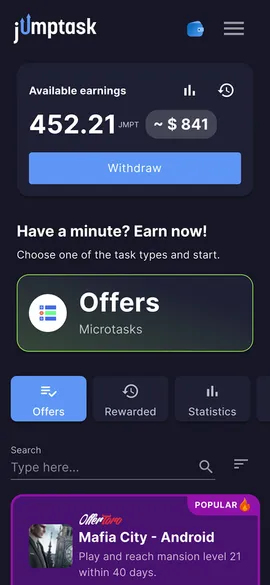 jumptask
Available earnings
452.21 JMPT ~ $ 841
Withdraw
Have a minute? Earn now!
Choose one of the task types and start.
Offers
Microtasks
Offers Rewarded Statistics
Search
Type here...
POPULAR
OfferToro
Mafia City - Android
Play and reach mansion level 21
within 40 days.